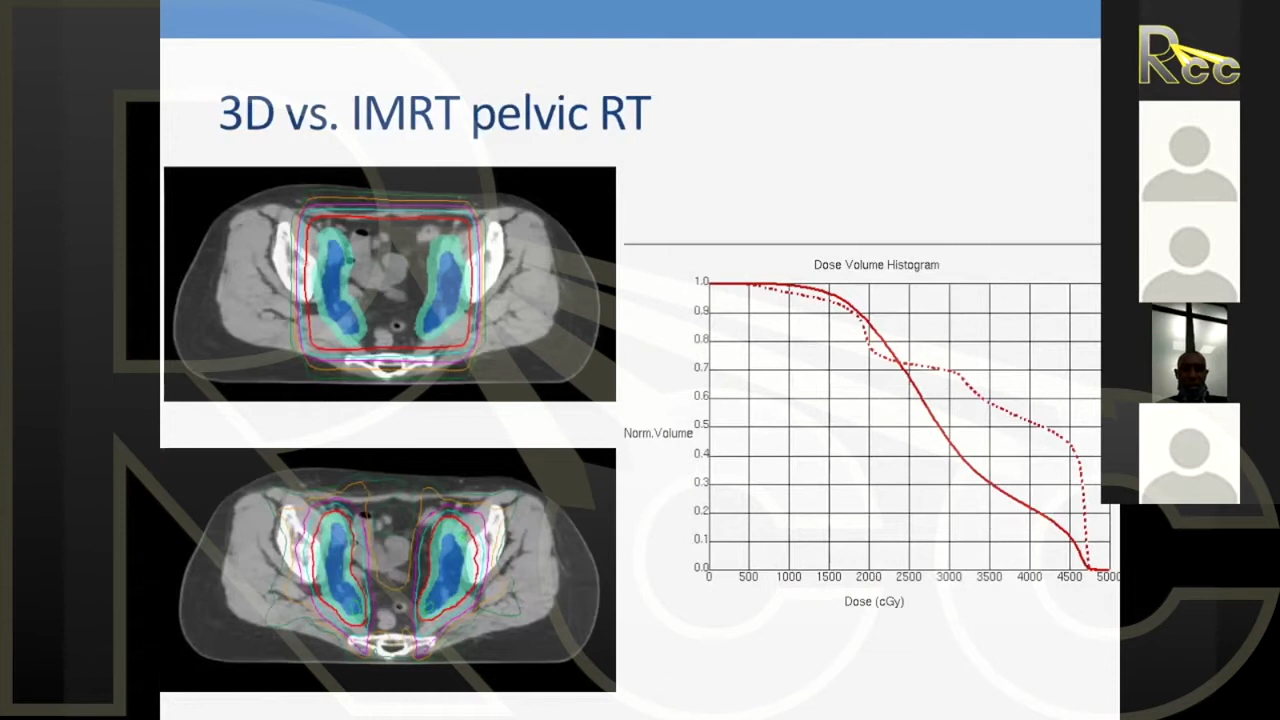 3D vs. IMRT pelvic RT
Rcc
Dose Volume Histogram
1.0
0.9
0.8
0.7
0.6
0.5
Norm.Volume
0.4
0.3
0.2
0.1
0.0
0 500 1000 1500 2000 2500 3000 3500 4000 4500 5000
Dose (cGy)